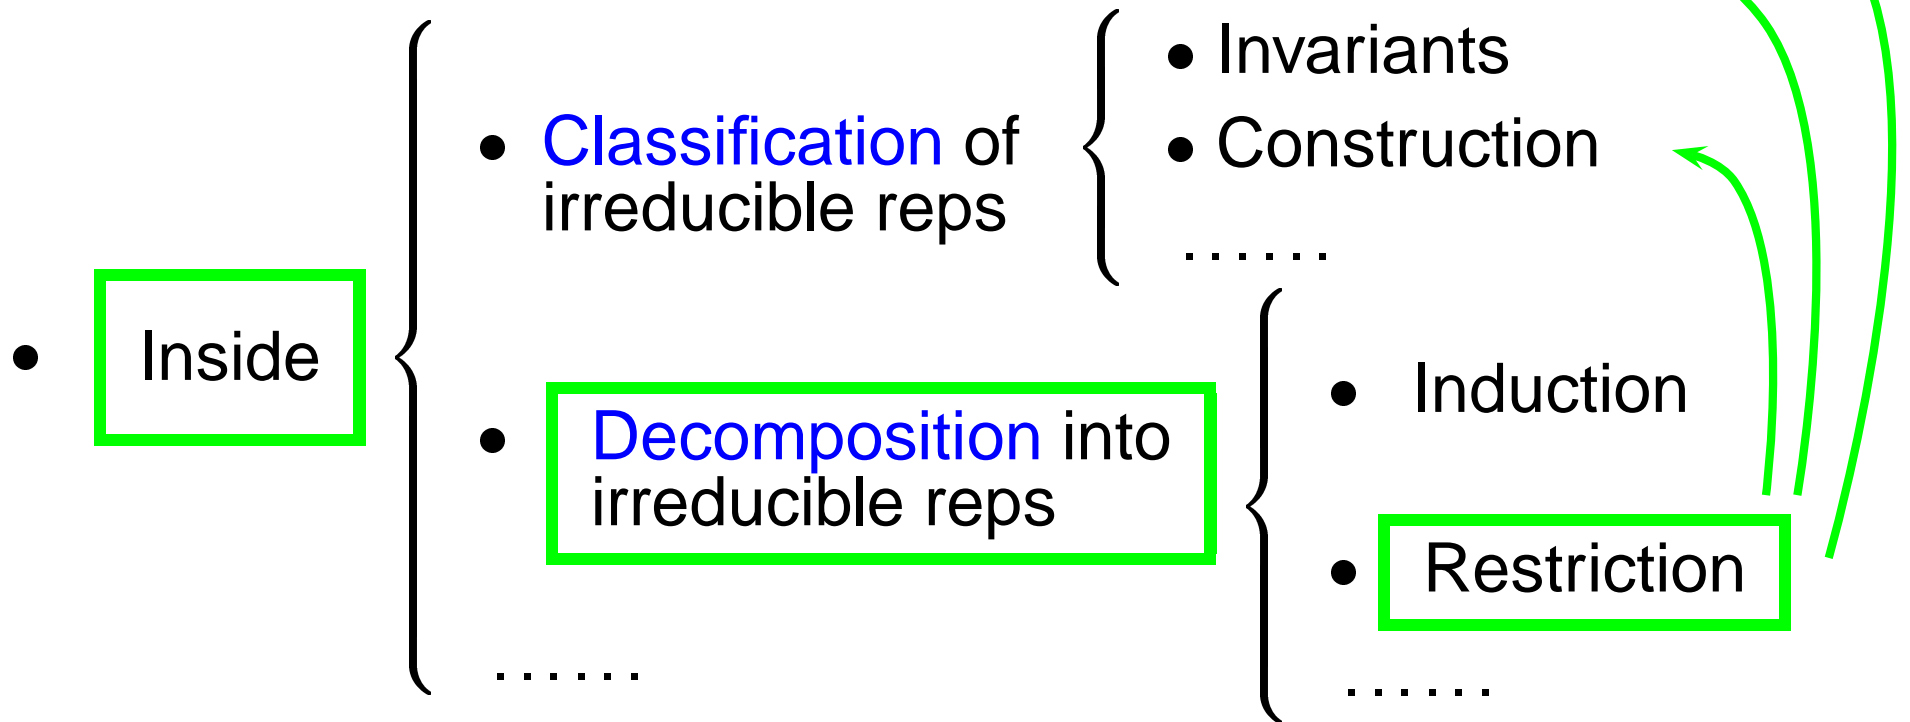 • Inside
• Classification of
irreducible reps
• Invariants
• Construction
......
• Decomposition into
irreducible reps
• Induction
• Restriction
......
......